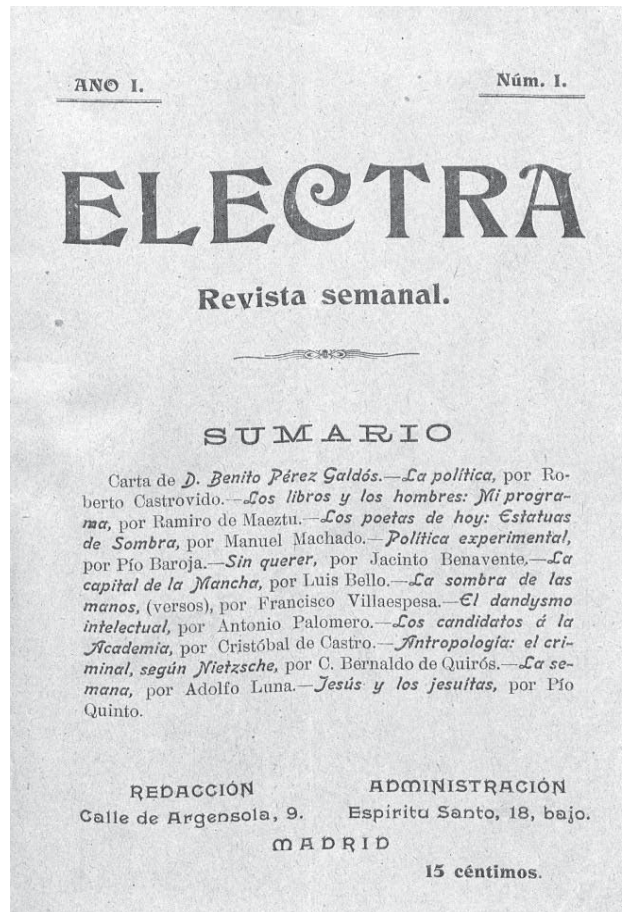 AÑO I.
Núm. I.
ELECTRA
Revista semanal.
SUMARIO
Carta de D. Benito Pérez Galdós.—La política, por Ro-
berto Castrovido.—Los libros y los hombres: Mi progra-
ma, por Ramiro de Maeztu.—Los poetas de hoy: Estatuas
de Sombra, por Manuel Machado.—Política experimental,
por Pío Baroja.—Sin querer, por Jacinto Benavente.—La
capital de la Mancha, por Luis Bello.—La sombra de las
manos, (versos), por Francisco Villaespesa.—El dandysmo
intelectual, por Antonio Palomero.—Los candidatos á la
Academia, por Cristóbal de Castro.—Antropología: el cri-
minal, según Nietzsche, por C. Bernaldo de Quirós.—La se-
mana, por Adolfo Luna.—Jesús y los jesuítas, por Pío
Quinto.
REDACCIÓN
Calle de Argensola, 9.
ADMINISTRACIÓN
Espíritu Santo, 18, bajo.
MADRID
15 céntimos.